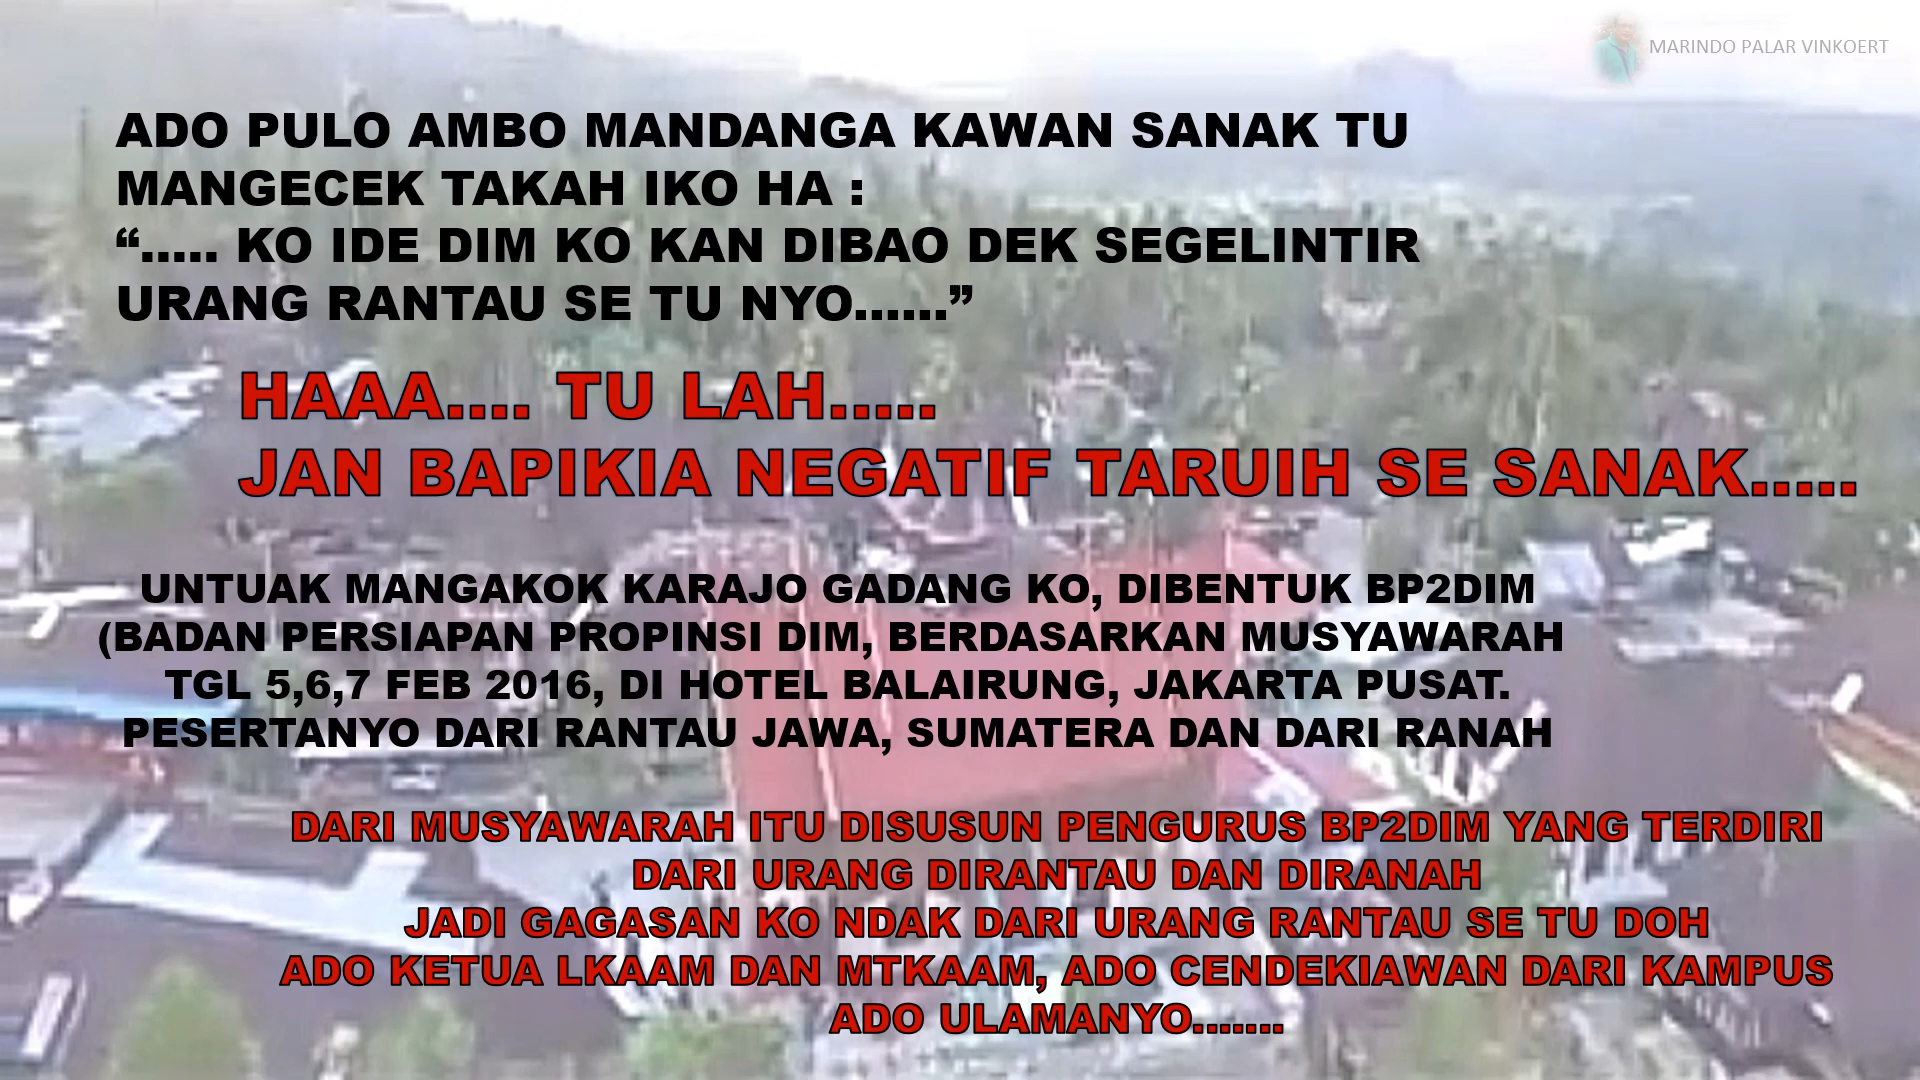 MARINDO PALAR VINKOERT
ADO PULO AMBO MANDANGA KAWAN SANAK TU
MANGECEK TAKAH IKO HA :
“..... KO IDE DIM KO KAN DIBAO DEK SEGELINTIR
URANG RANTAU SE TU NYO......”
HAAA.... TU LAH.....
JAN BAPIKIA NEGATIF TARUIH SE SANAK.....
UNTUAK MANGAKOK KARAJO GADANG KO, DIBENTUK BP2DIM
(BADAN PERSIAPAN PROPINSI DIM, BERDASARKAN MUSYAWARAH
TGL 5,6,7 FEB 2016, DI HOTEL BALAIRUNG, JAKARTA PUSAT.
PESERTANYO DARI RANTAU JAWA, SUMATERA DAN DARI RANAH
DARI MUSYAWARAH ITU DISUSUN PENGURUS BP2DIM YANG TERDIRI
DARI URANG DIRANTAU DAN DIRANAH
JADI GAGASAN KO NDAK DARI URANG RANTAU SE TU DOH
ADO KETUA LKAAM DAN MTKAAM, ADO CENDEKIAWAN DARI KAMPUS
ADO ULAMANYO.......